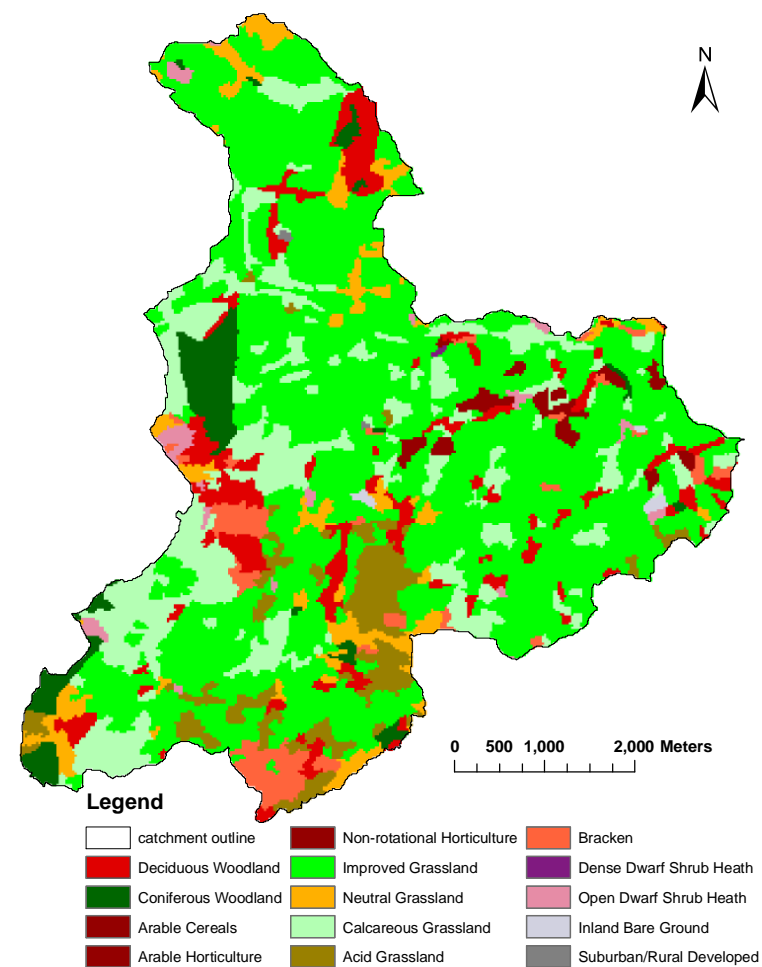 N
0 500 1,000 2,000 Meters
Legend
catchment outline
Deciduous Woodland
Coniferous Woodland
Arable Cereals
Arable Horticulture
Non-rotational Horticulture
Improved Grassland
Neutral Grassland
Calcareous Grassland
Acid Grassland
Bracken
Dense Dwarf Shrub Heath
Open Dwarf Shrub Heath
Inland Bare Ground
Suburban/Rural Developed